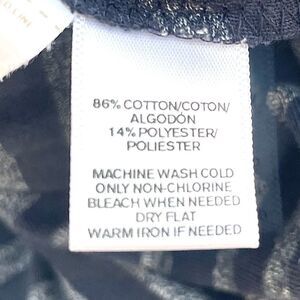 86% COTTON/COTON/
ALGODÓN
14% POLYESTER/
POLIESTER
MACHINE WASH COLD
ONLY NON-CHLORINE
BLEACH WHEN NEEDED
DRY FLAT
WARM IRON IF NEEDED